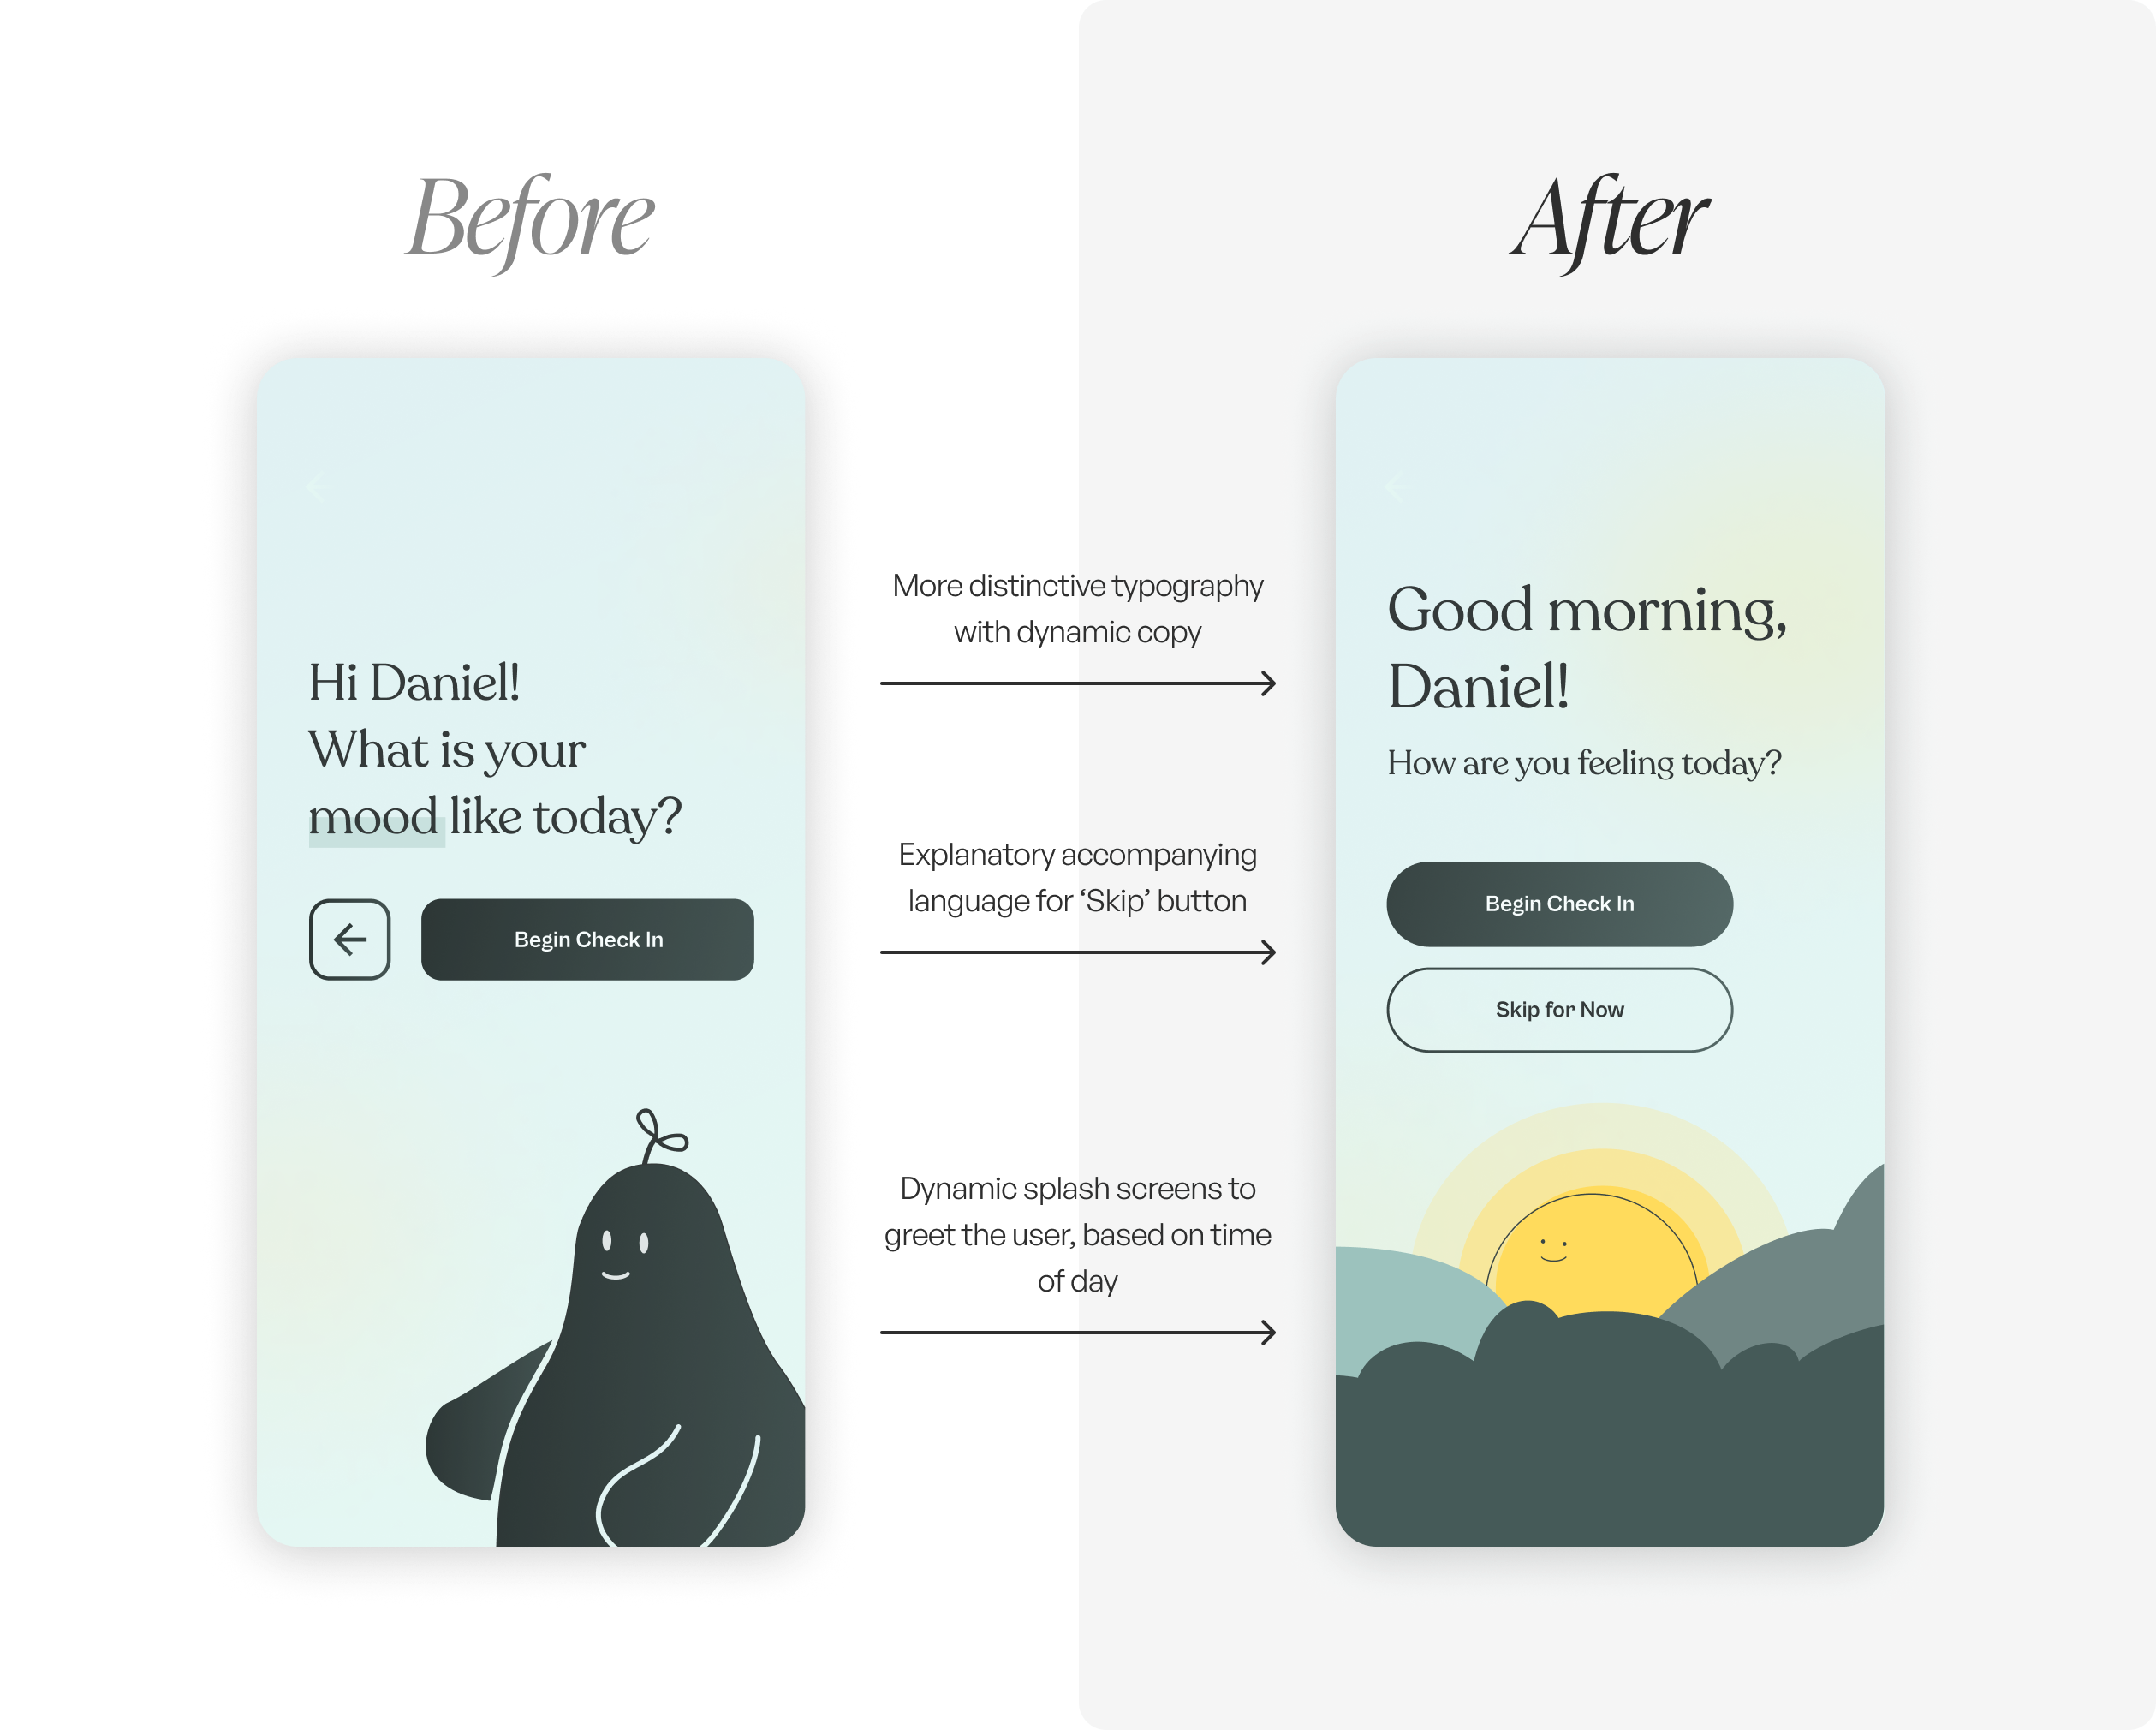 Before
After
Hi Daniel!
What is your
mood like today?
Begin Check In
More distinctive typography
with dynamic copy
Explanatory accompanying
language for ‘Skip’ button
Dynamic splash screens to
greet the user, based on time
of day
Good morning,
Daniel!
How are you feeling today?
Begin Check In
Skip for Now